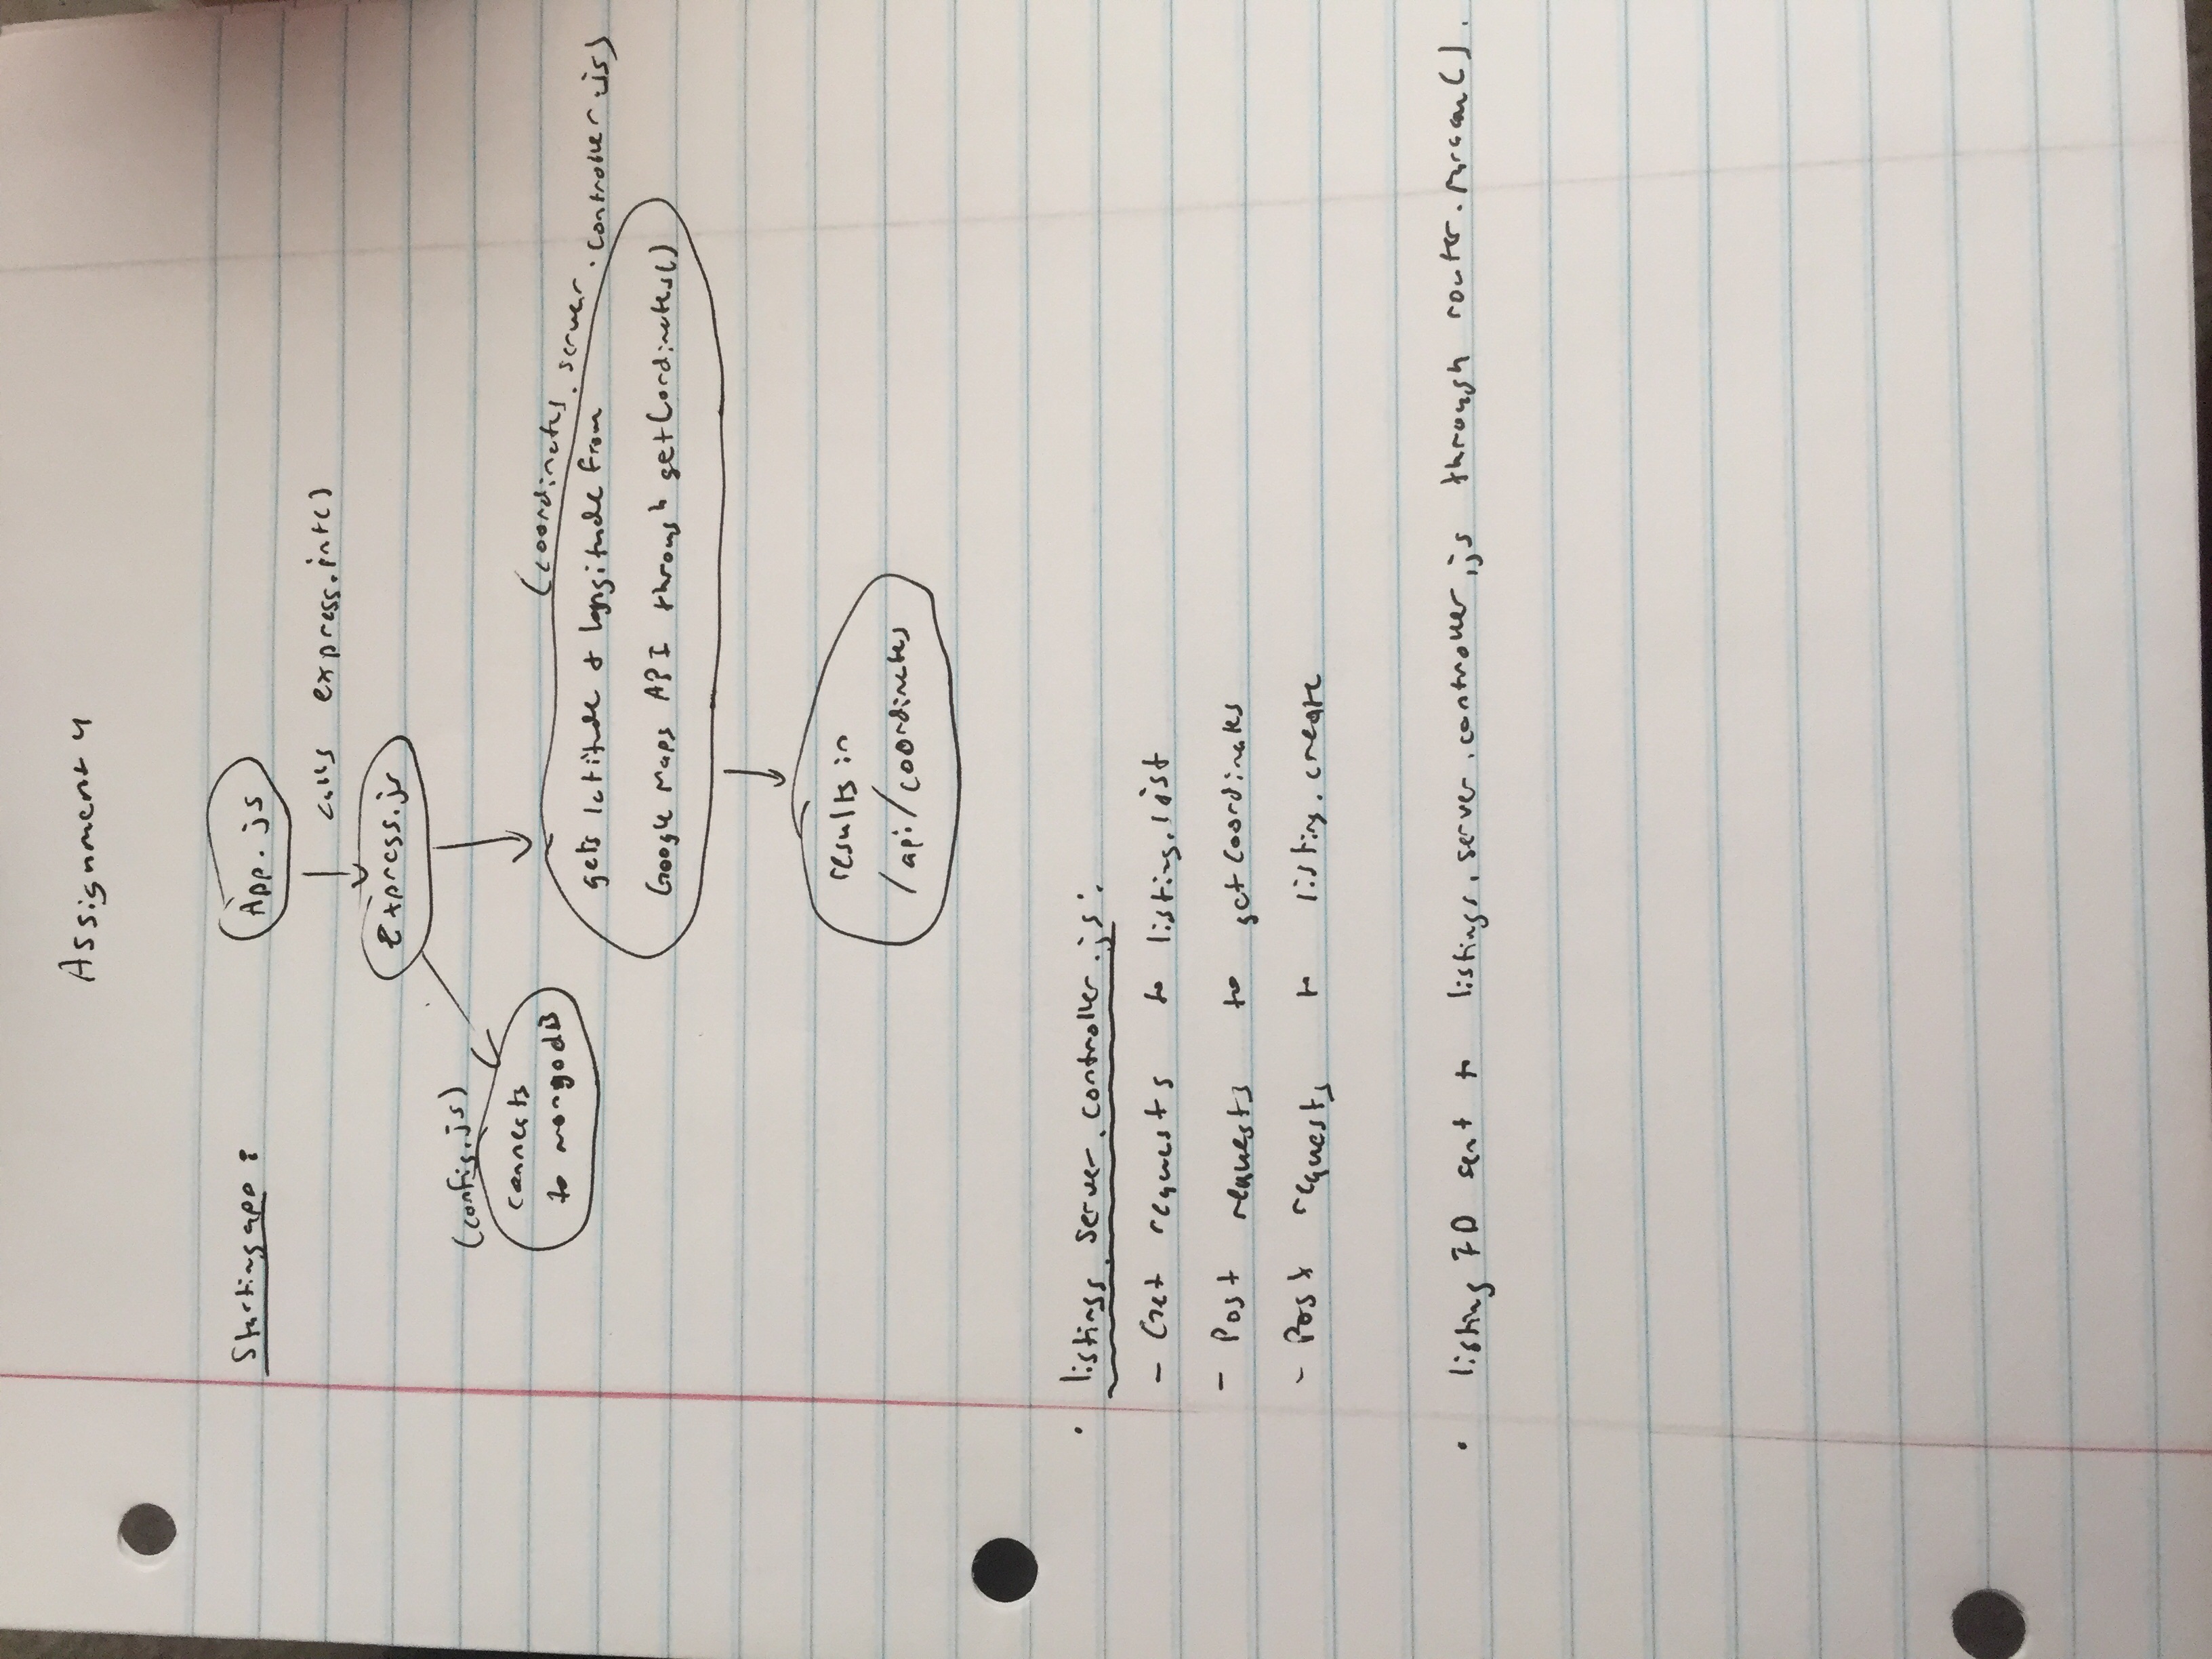 Assignment 4
Starting app:
App.js
calls express.init()
Express.js
(config.js)
connects
to mongodB
(coordinates.server.controller.js)
gets latitude & longitude from
Google Maps API through getCordinates()
results in
/api/coordinates
· listings.server.controller.js:
- Get requests to listing.list
- Post requests to getCoordinates
- Post requests to listing.create
· listing ID sent to listings.server.controller.js through router.param().